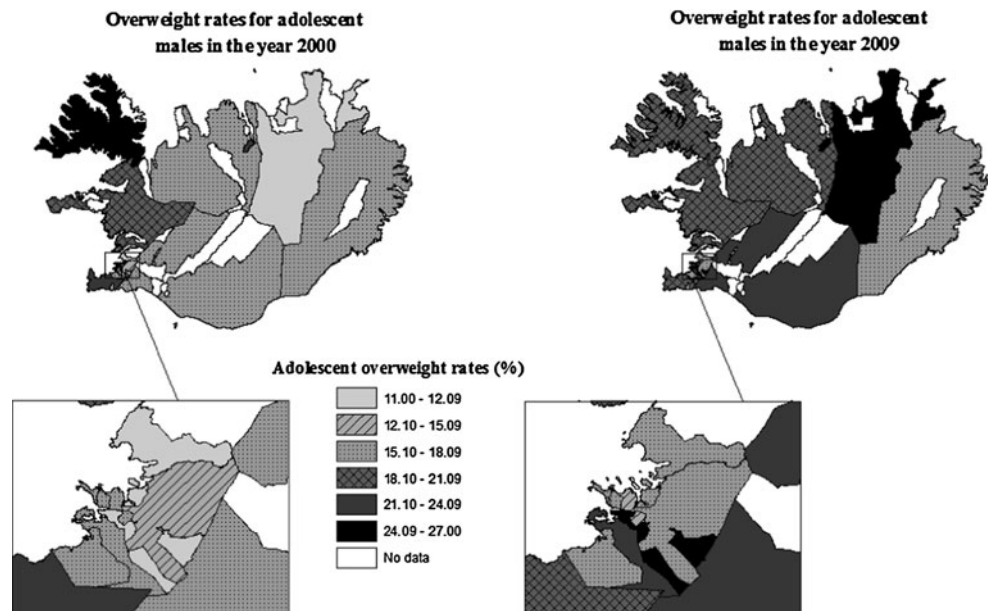 Overweight rates for adolescent
males in the year 2000
Overweight rates for adolescent
males in the year 2009
Adolescent overweight rates (%)
11.00 - 12.09
12.10 - 15.09
15.10 - 18.09
18.10 - 21.09
21.10 - 24.09
24.09 - 27.00
No data